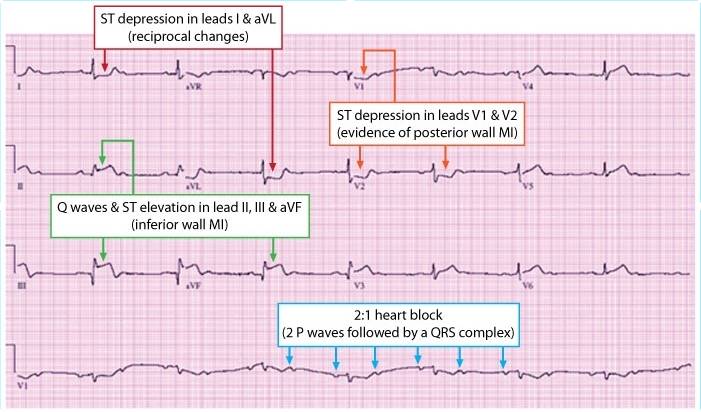 ST depression in leads I & aVL
(reciprocal changes)
I
aVR
V1
V4
ST depression in leads V1 & V2
(evidence of posterior wall MI)
II
aVL
V2
V5
Q waves & ST elevation in lead II, III & aVF
(inferior wall MI)
III
aVF
V3
V6
2:1 heart block
(2 P waves followed by a QRS complex)
V1